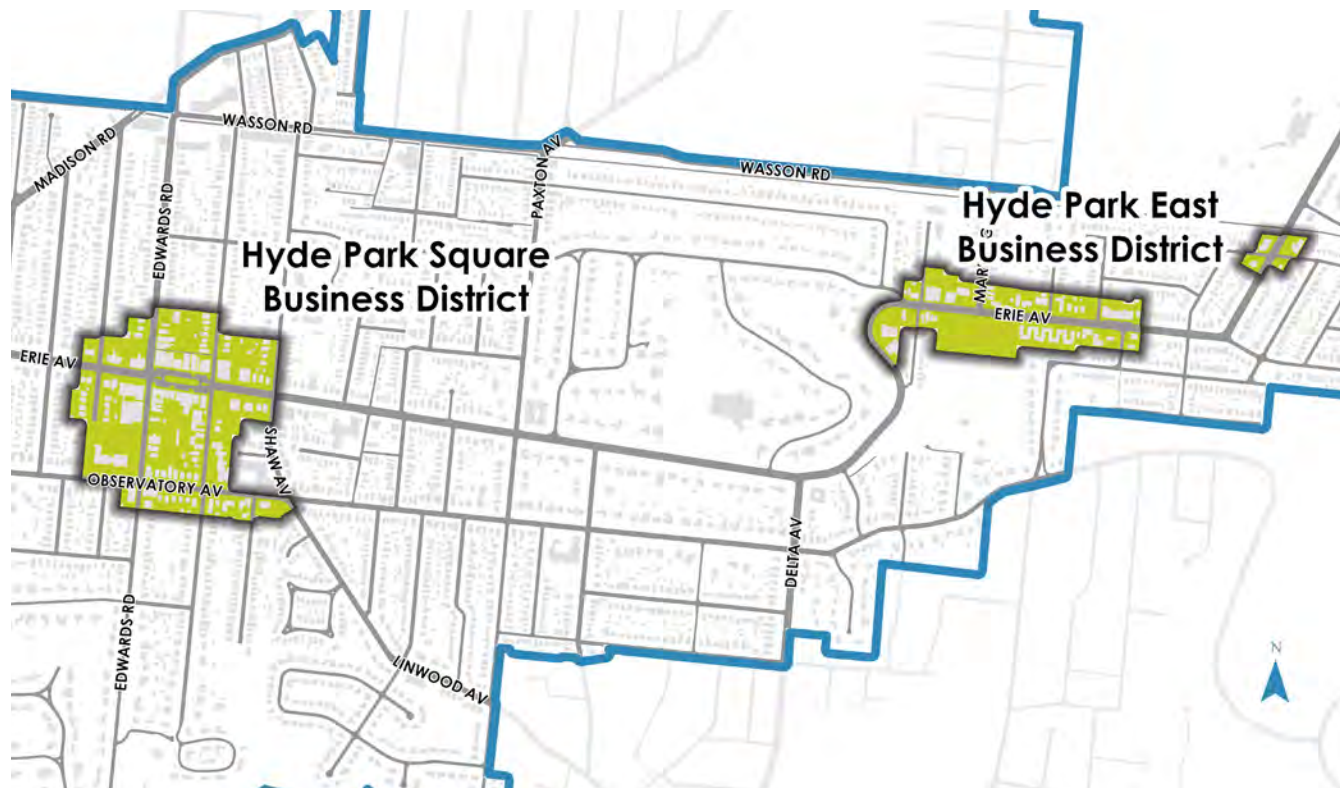 WASSON RD
MADISON RD
PAXTON AV
WASSON RD
EDWARDS RD
Hyde Park Square
Business District
Hyde Park East
Business District
ERIE AV
ERIE AV
SHAW AV
OBSERVATORY AV
DELTA AV
EDWARDS RD
LINWOOD AV
N